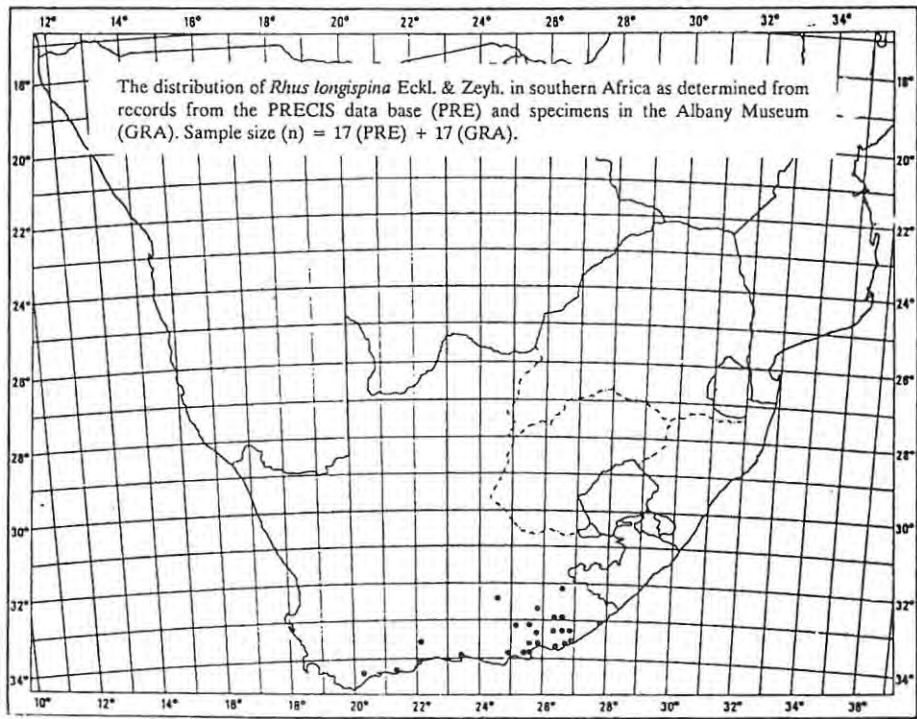 10° 12° 14° 16° 18° 20° 22° 24° 26° 28° 30° 32° 34°
The distribution of Rhus longispina Eckl. & Zeyh. in southern Africa as determined from
records from the PRECIS data base (PRE) and specimens in the Albany Museum
(GRA). Sample size (n) = 17 (PRE) + 17 (GRA).
18° 18°
20° 20°
22° 22°
24° 24°
26° 26°
28° 28°
30° 30°
32° 32°
34° 34°
10° 12° 14° 16° 18° 20° 22° 24° 26° 28° 30° 32° 34° 36°